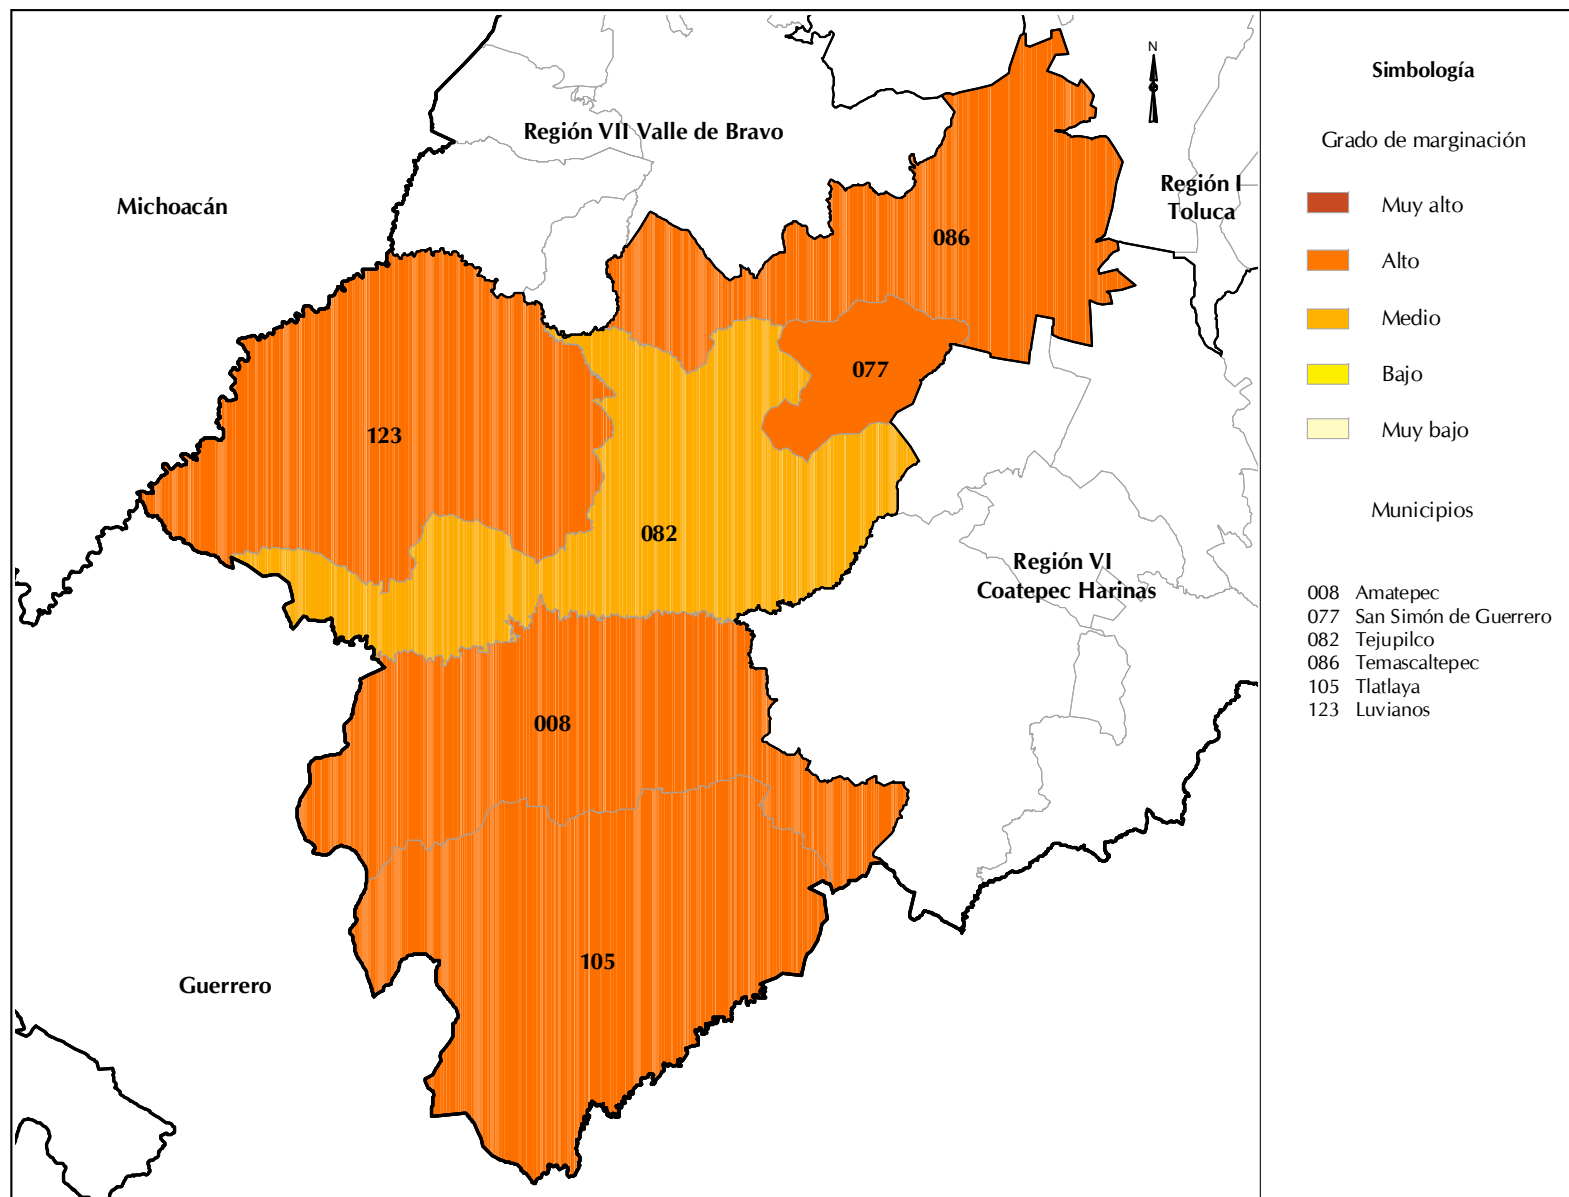 N
Región VII Valle de Bravo
Michoacán
Región I
Toluca
086
077
123
082
Región VI
Coatepec Harinas
008
105
Guerrero
Simbología
Grado de marginación
Muy alto
Alto
Medio
Bajo
Muy bajo
Municipios
008 Amatepec
077 San Simón de Guerrero
082 Tejupilco
086 Temascaltepec
105 Tlatlaya
123 Luvianos